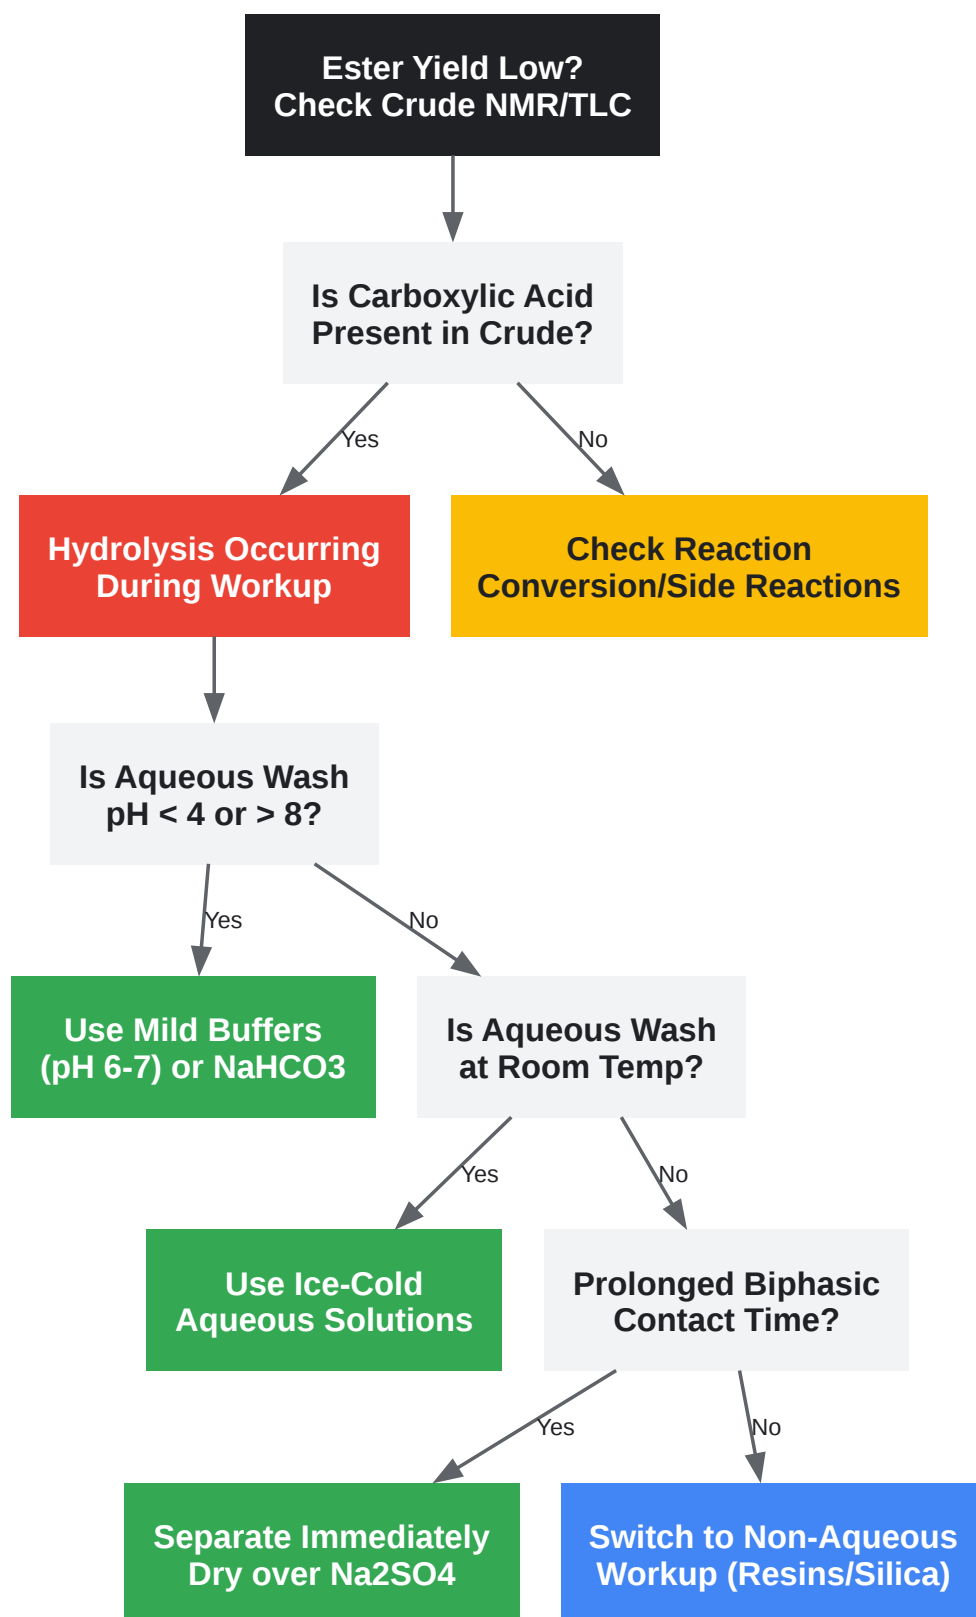 Ester Yield Low?
Check Crude NMR/TLC
Is Carboxylic Acid
Present in Crude?
Yes
No
Hydrolysis Occurring
During Workup
Check Reaction
Conversion/Side Reactions
Is Aqueous Wash
pH < 4 or > 8?
Yes
No
Use Mild Buffers
(pH 6-7) or NaHCO3
Is Aqueous Wash
at Room Temp?
Yes
No
Use Ice-Cold
Aqueous Solutions
Prolonged Biphasic
Contact Time?
Yes
No
Separate Immediately
Dry over Na2SO4
Switch to Non-Aqueous
Workup (Resins/Silica)